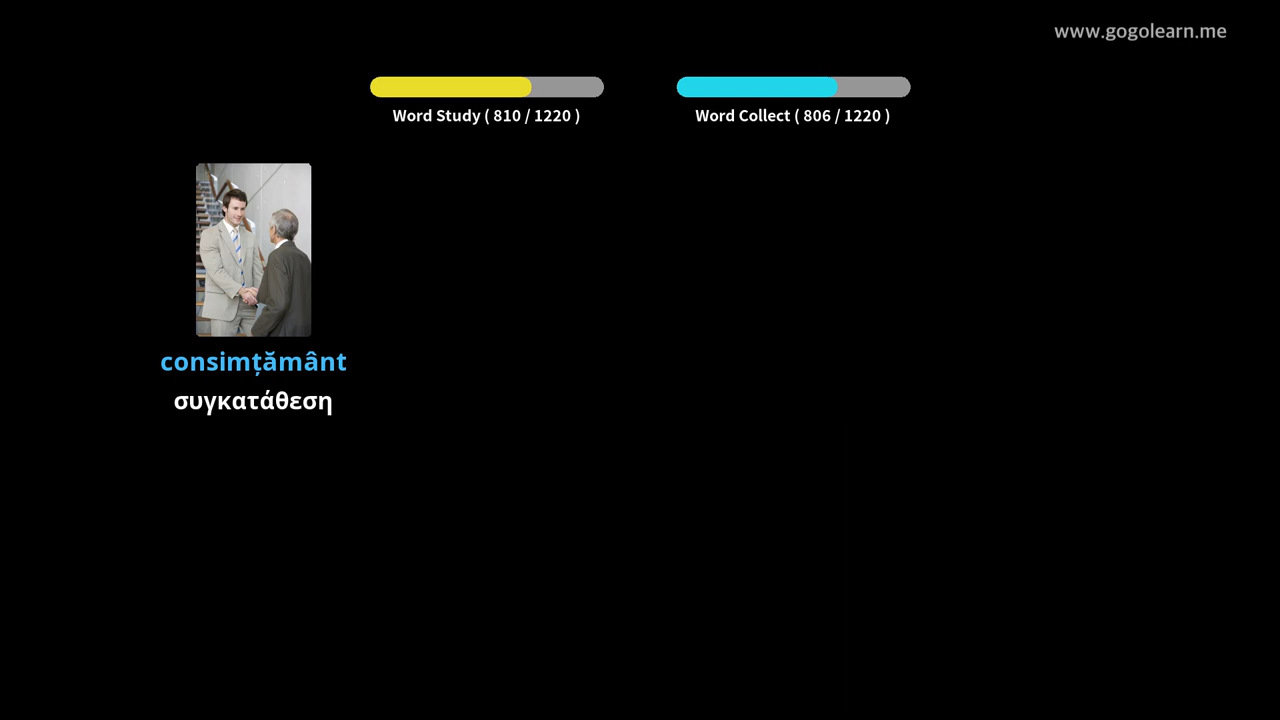 www.gogolearn.me
Word Study ( 810 / 1220 )
Word Collect ( 806 / 1220 )
consimțământ
συγκατάθεση